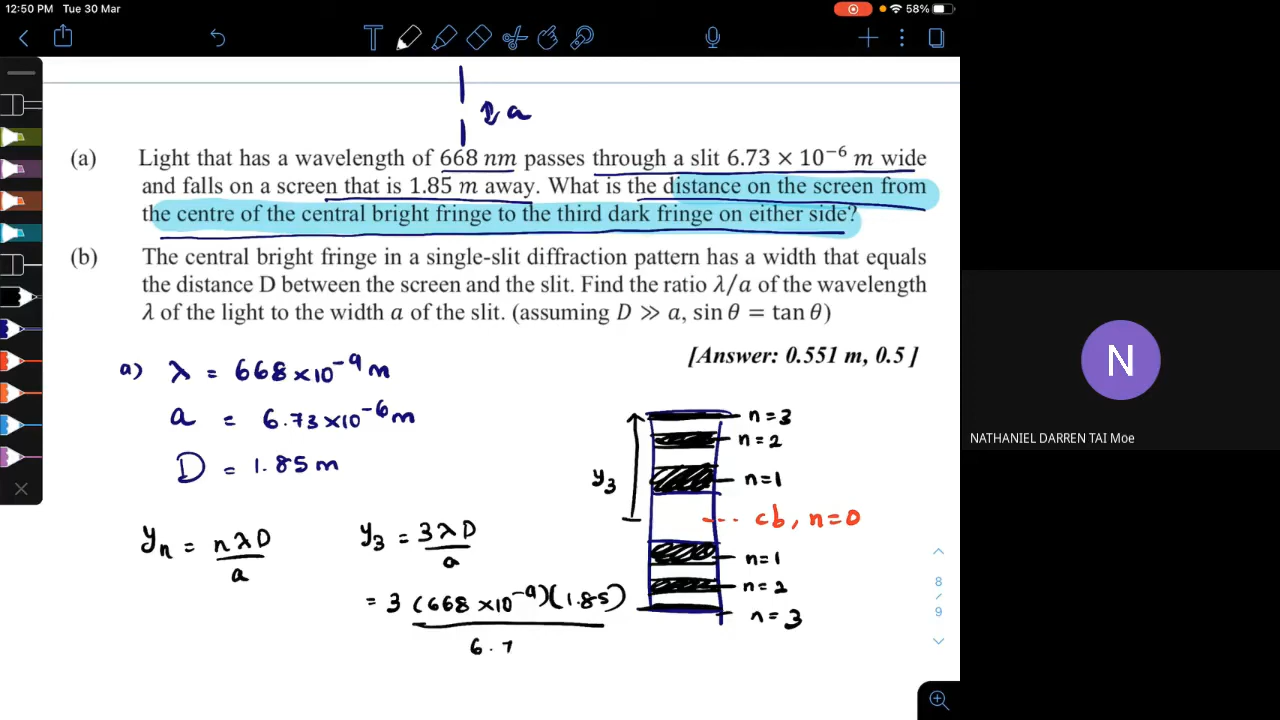 12:50 PM Tue 30 Mar
58%
a
(a) Light that has a wavelength of 668 nm passes through a slit 6.73 × 10⁻⁶ m wide
and falls on a screen that is 1.85 m away. What is the distance on the screen from
the centre of the central bright fringe to the third dark fringe on either side?
(b) The central bright fringe in a single-slit diffraction pattern has a width that equals
the distance D between the screen and the slit. Find the ratio λ/a of the wavelength
λ of the light to the width a of the slit. (assuming D ≫ a, sin θ = tan θ)
[Answer: 0.551 m, 0.5 ]
a) λ = 668 × 10⁻⁹ m
a = 6.73 × 10⁻⁶ m
D = 1.85 m
yₙ = nλD / a
y₃ = 3λD / a
= 3 (668 × 10⁻⁹)(1.85)
6.7
y₃
n=3
n=2
n=1
cb, n=0
n=1
n=2
n=3
8
/
9
N
NATHANIEL DARREN TAI Moe